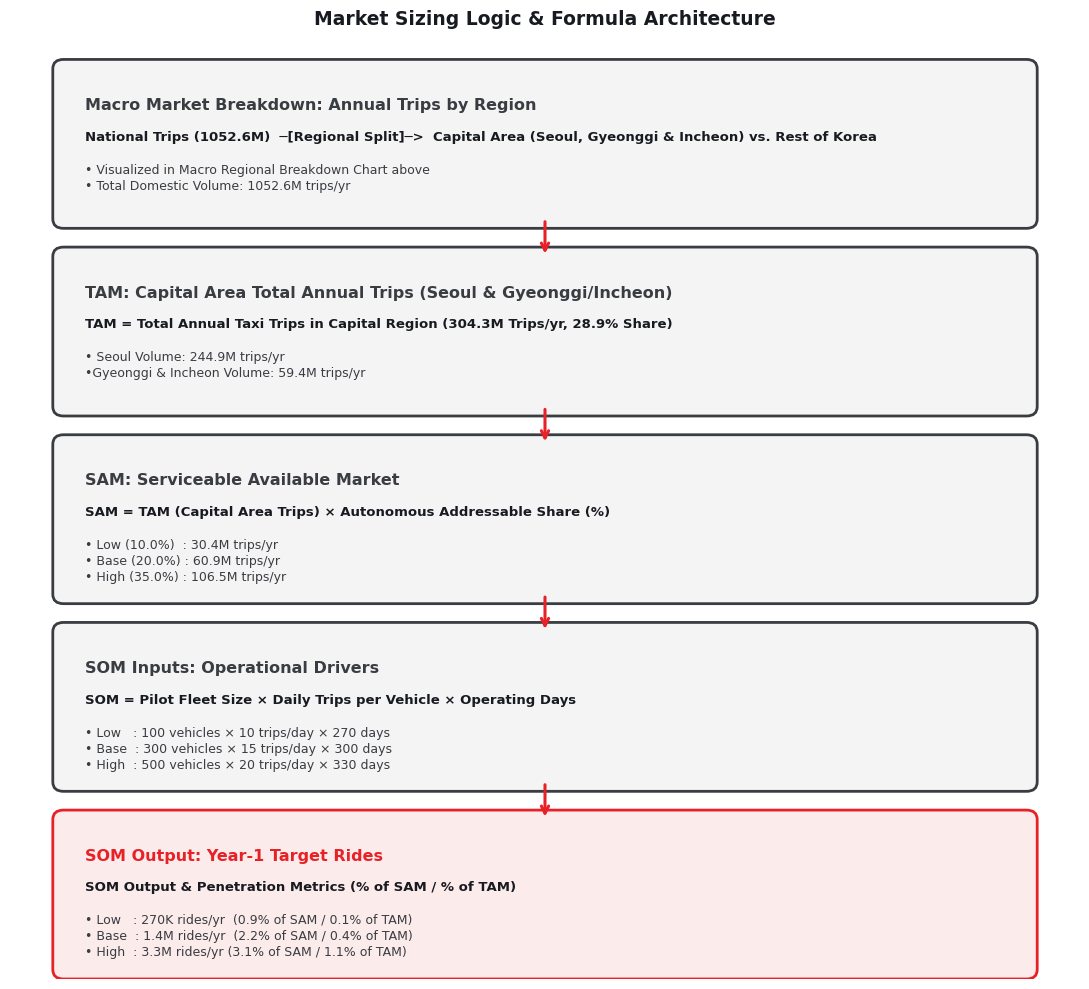 Market Sizing Logic & Formula Architecture
Macro Market Breakdown: Annual Trips by Region
National Trips (1052.6M) ─[Regional Split]─> Capital Area (Seoul, Gyeonggi & Incheon) vs. Rest of Korea
• Visualized in Macro Regional Breakdown Chart above
• Total Domestic Volume: 1052.6M trips/yr
TAM: Capital Area Total Annual Trips (Seoul & Gyeonggi/Incheon)
TAM = Total Annual Taxi Trips in Capital Region (304.3M Trips/yr, 28.9% Share)
• Seoul Volume: 244.9M trips/yr
•Gyeonggi & Incheon Volume: 59.4M trips/yr
SAM: Serviceable Available Market
SAM = TAM (Capital Area Trips) × Autonomous Addressable Share (%)
• Low (10.0%)  : 30.4M trips/yr
• Base (20.0%) : 60.9M trips/yr
• High (35.0%) : 106.5M trips/yr
SOM Inputs: Operational Drivers
SOM = Pilot Fleet Size × Daily Trips per Vehicle × Operating Days
• Low   : 100 vehicles × 10 trips/day × 270 days
• Base  : 300 vehicles × 15 trips/day × 300 days
• High  : 500 vehicles × 20 trips/day × 330 days
SOM Output: Year-1 Target Rides
SOM Output & Penetration Metrics (% of SAM / % of TAM)
• Low   : 270K rides/yr  (0.9% of SAM / 0.1% of TAM)
• Base  : 1.4M rides/yr  (2.2% of SAM / 0.4% of TAM)
• High  : 3.3M rides/yr (3.1% of SAM / 1.1% of TAM)